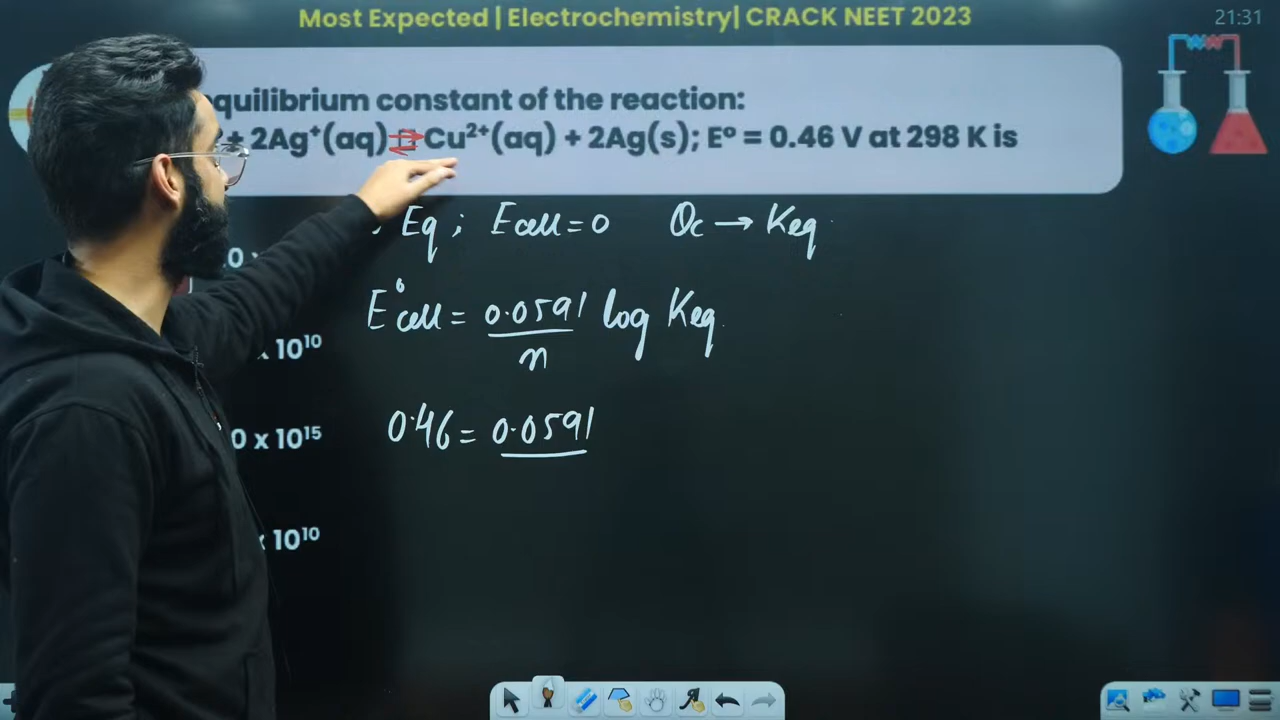 Most Expected | Electrochemistry| CRACK NEET 2023
21:31
equilibrium constant of the reaction:
+ 2Ag⁺(aq) ⇌ Cu²⁺(aq) + 2Ag(s); E° = 0.46 V at 298 K is
Eq ; Ecell = 0 Qc → Keq
.0
E°cell = 0.0591/n log Keq
x 10¹⁰
0.46 = 0.0591
0 x 10¹⁵
x 10¹⁰